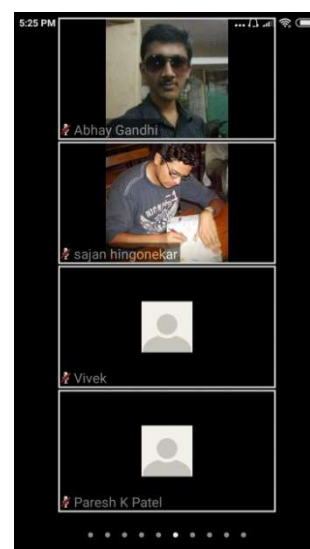 5:25 PM ...
Abhay Gandhi
sajan hingonekar
Vivek
Paresh K Patel